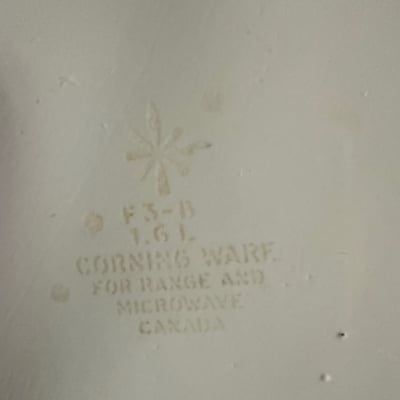 F3-B
1.6 L
CORNING WARE
FOR RANGE AND
MICROWAVE
CANADA